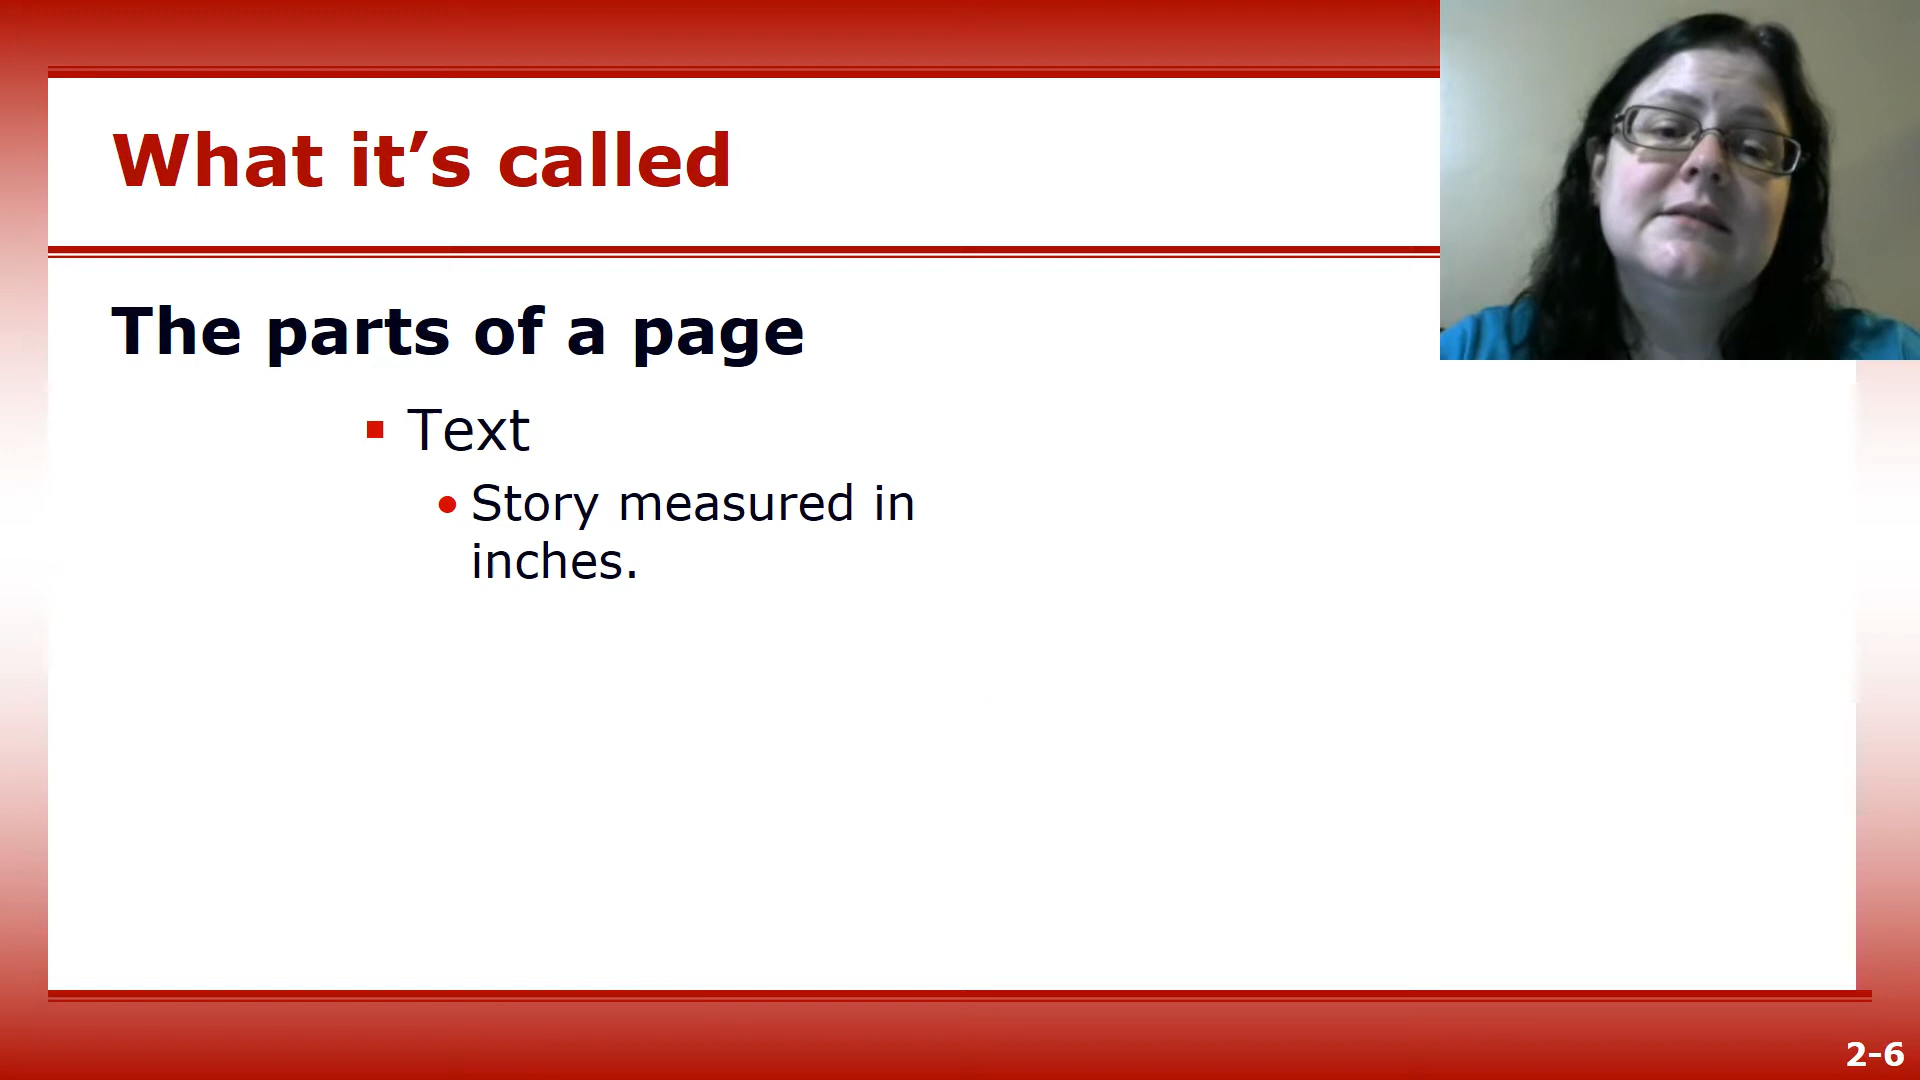 What it’s called
The parts of a page
Text
Story measured in
inches.
2-6